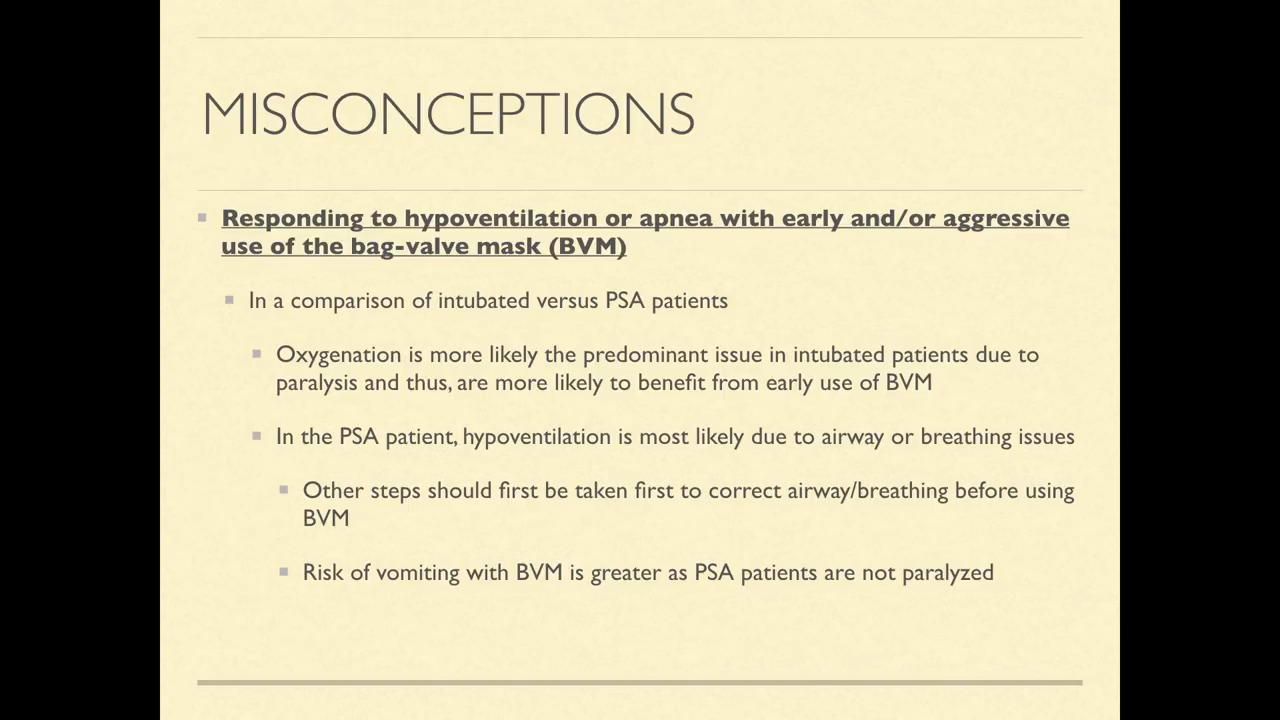 MISCONCEPTIONS
Responding to hypoventilation or apnea with early and/or aggressive
use of the bag-valve mask (BVM)
In a comparison of intubated versus PSA patients
Oxygenation is more likely the predominant issue in intubated patients due to
paralysis and thus, are more likely to benefit from early use of BVM
In the PSA patient, hypoventilation is most likely due to airway or breathing issues
Other steps should first be taken first to correct airway/breathing before using
BVM
Risk of vomiting with BVM is greater as PSA patients are not paralyzed